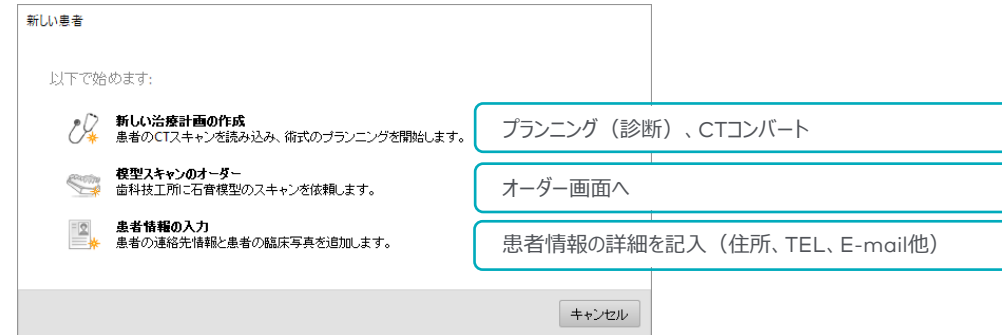 新しい患者
以下で始めます:
新しい治療計画の作成
患者のCTスキャンを読み込み、術式のプランニングを開始します。
プランニング（診断）、CTコンバート
模型スキャンのオーダー
歯科技工所に石膏模型のスキャンを依頼します。
オーダー画面へ
患者情報の入力
患者の連絡先情報と患者の臨床写真を追加します。
患者情報の詳細を記入（住所、TEL、E-mail他）
キャンセル